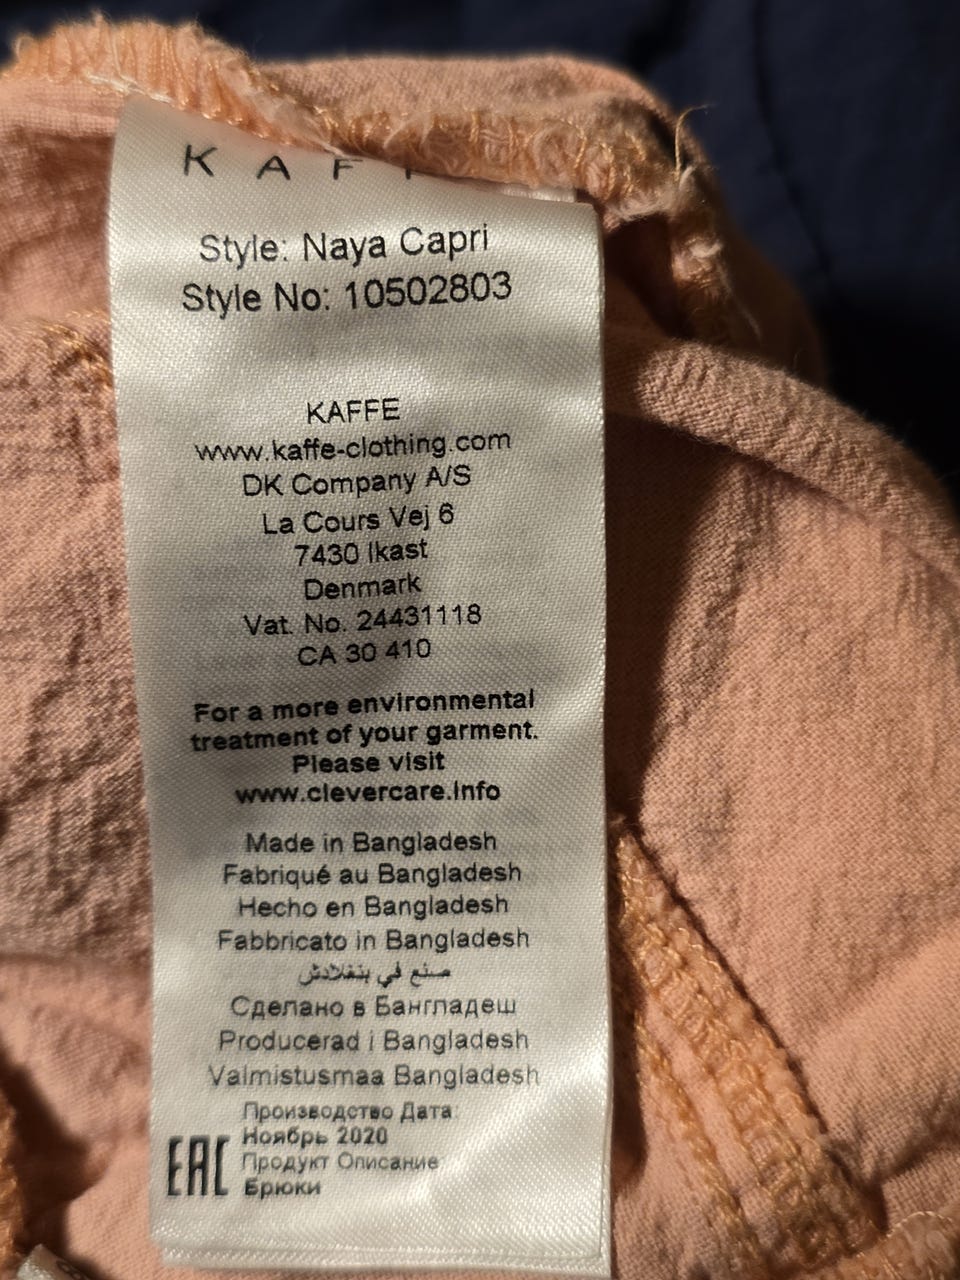 K A F
Style: Naya Capri
Style No: 10502803
KAFFE
www.kaffe-clothing.com
DK Company A/S
La Cours Vej 6
7430 Ikast
Denmark
Vat. No. 24431118
CA 30 410
For a more environmental
treatment of your garment.
Please visit
www.clevercare.info
Made in Bangladesh
Fabriqué au Bangladesh
Hecho en Bangladesh
Fabbricato in Bangladesh
صنع في بنغلادش
Сделано в Бангладеш
Producerad i Bangladesh
Valmistusmaa Bangladesh
Производство Дата:
Ноябрь 2020
Продукт Описание
Брюки
EAC